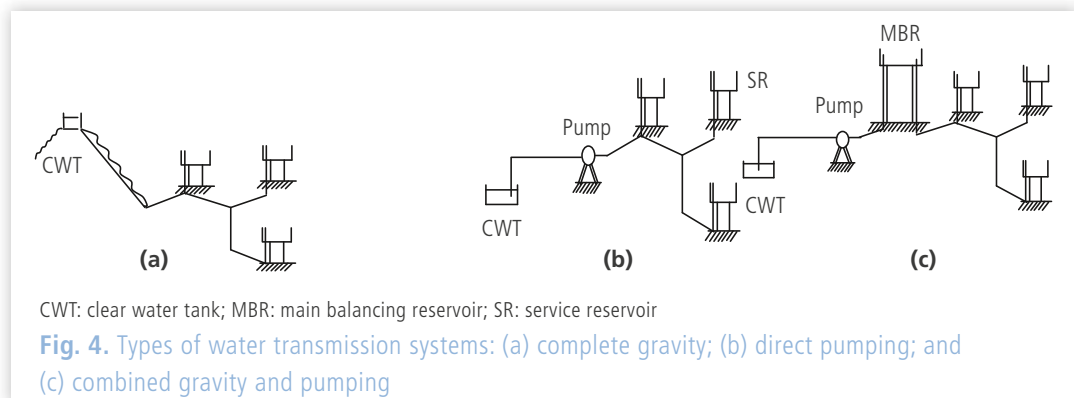 MBR
SR
Pump
Pump
CWT
CWT
CWT
(a)
(b)
(c)
CWT: clear water tank; MBR: main balancing reservoir; SR: service reservoir
Fig. 4. Types of water transmission systems: (a) complete gravity; (b) direct pumping; and
(c) combined gravity and pumping